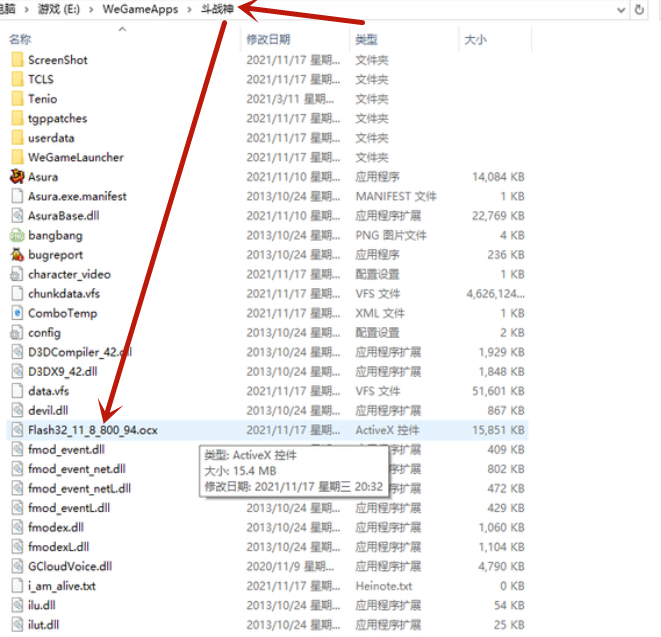 电脑 › 游戏 (E:) › WeGameApps › 斗战神
名称 修改日期 类型 大小
ScreenShot 2021/11/17 星期... 文件夹
TCLS 2021/11/17 星期... 文件夹
Tenio 2021/3/11 星期... 文件夹
tgppatches 2021/11/17 星期... 文件夹
userdata 2021/11/17 星期... 文件夹
WeGameLauncher 2021/11/17 星期... 文件夹
Asura 2021/11/10 星期... 应用程序 14,084 KB
Asura.exe.manifest 2013/10/24 星期... MANIFEST 文件 1 KB
AsuraBase.dll 2021/11/10 星期... 应用程序扩展 22,769 KB
bangbang 2013/10/24 星期... PNG 图片文件 4 KB
bugreport 2013/10/24 星期... 应用程序 236 KB
character_video 2021/11/17 星期... 配置设置 1 KB
chunkdata.vfs 2021/11/17 星期... VFS 文件 4,626,124...
ComboTemp 2021/11/17 星期... XML 文件 1 KB
config 2013/10/24 星期... 配置设置 2 KB
D3DCompiler_42.dll 2013/10/24 星期... 应用程序扩展 1,929 KB
D3DX9_42.dll 2013/10/24 星期... 应用程序扩展 1,848 KB
data.vfs 2021/11/17 星期... VFS 文件 51,601 KB
devil.dll 2013/10/24 星期... 应用程序扩展 867 KB
Flash32_11_8_800_94.ocx 2021/11/17 星期... ActiveX 控件 15,851 KB
fmod_event.dll 409 KB
类型: ActiveX 控件
fmod_event_net.dll 应用程序扩展 802 KB
大小: 15.4 MB
fmod_event_netL.dll 应用程序扩展 472 KB
修改日期: 2021/11/17 星期三 20:32
fmod_eventL.dll 2013/10/24 星期... 应用程序扩展 429 KB
fmodex.dll 2013/10/24 星期... 应用程序扩展 1,060 KB
fmodexL.dll 2013/10/24 星期... 应用程序扩展 1,104 KB
GCloudVoice.dll 2020/11/9 星期... 应用程序扩展 4,790 KB
i_am_alive.txt 2021/11/17 星期... Heinote.txt 0 KB
ilu.dll 2013/10/24 星期... 应用程序扩展 54 KB
ilut.dll 2013/10/24 星期... 应用程序扩展 25 KB